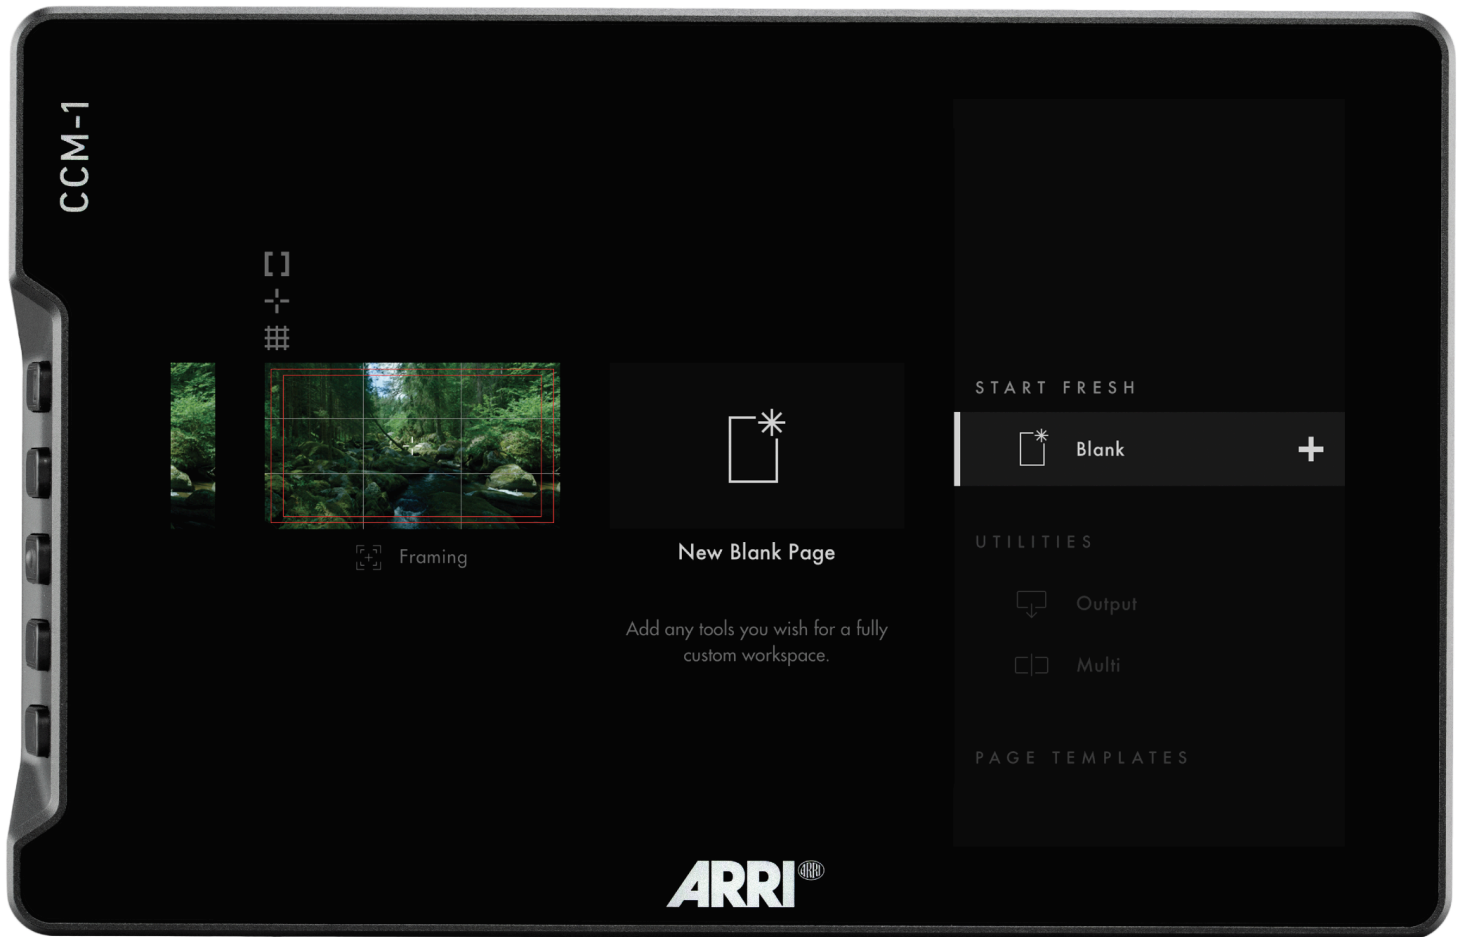 CCM-1
Framing
New Blank Page
Add any tools you wish for a fully
custom workspace.
START FRESH
Blank
UTILITIES
Output
Multi
PAGE TEMPLATES
ARRI
ARRI